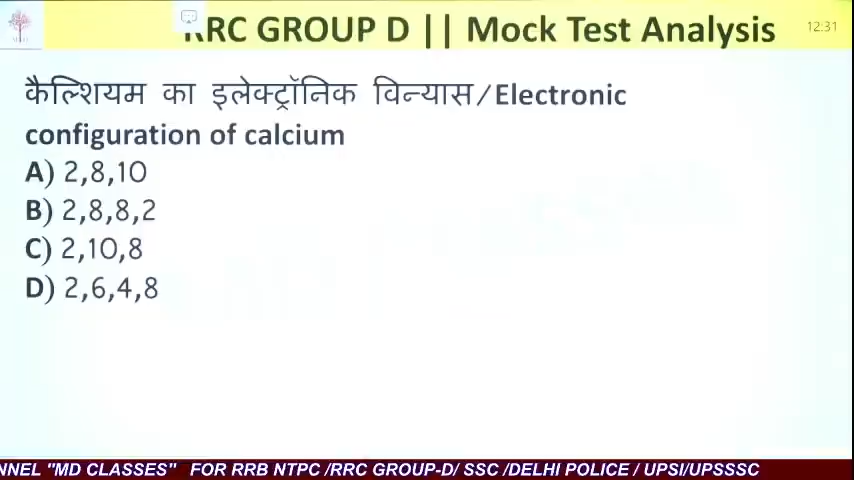 RRC GROUP D || Mock Test Analysis
12:31
कैल्शियम का इलेक्ट्रॉनिक विन्यास/Electronic
configuration of calcium
A) 2,8,10
B) 2,8,8,2
C) 2,10,8
D) 2,6,4,8
NNEL "MD CLASSES" FOR RRB NTPC /RRC GROUP-D/ SSC /DELHI POLICE / UPSI/UPSSSC